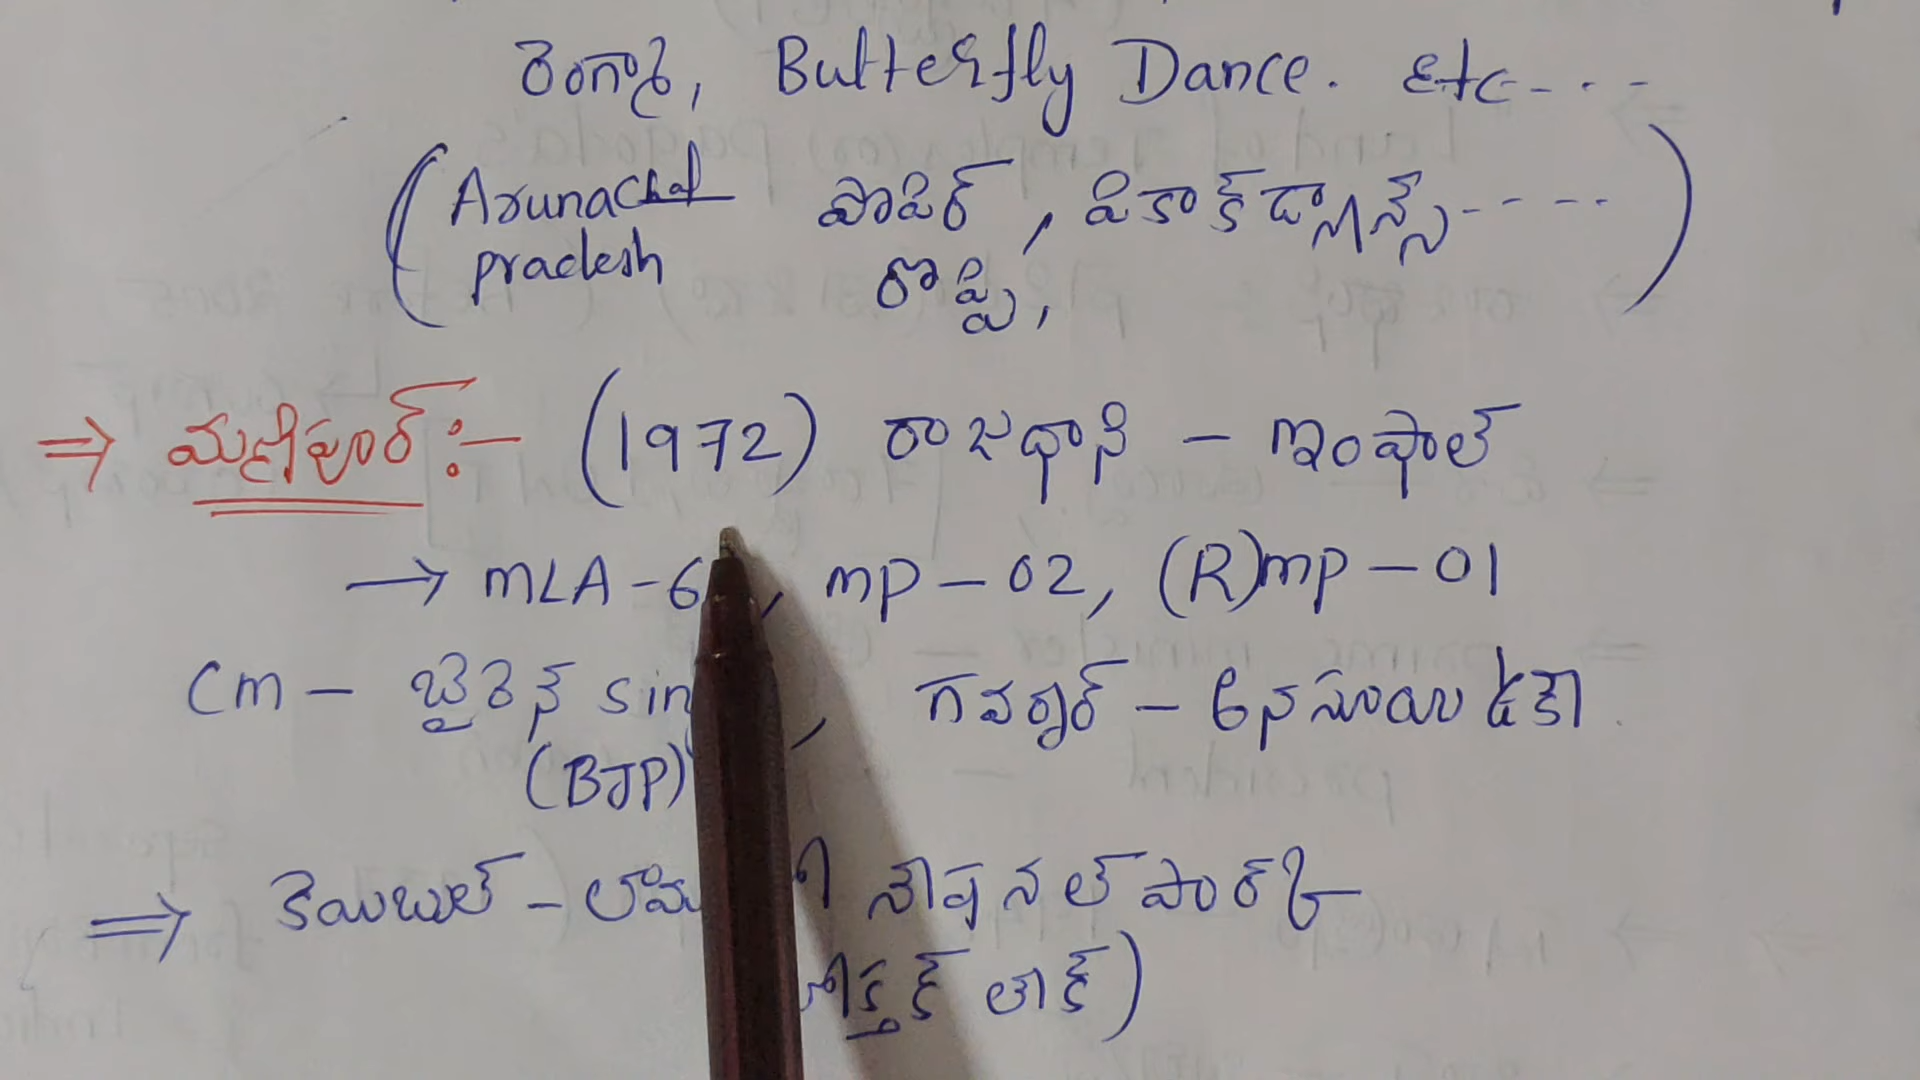 రెంగ్మా, Butterfly Dance. Etc- - - -
(Arunachal పొపిర్, పికాక్ డ్యాన్స్ - - - - -)
pradesh రొప్పి,
⇒ మణిపూర్ :- (1972) రాజధాని - ఇంఫాల్
→ MLA - 6 , mp - 02, (R)mp - 01
Cm - బైరెన్ sin , గవర్నర్ - అనసూయ ఉకే
(BJP)
⇒ కెయిబుల్ - లామ నేషనల్ పార్క్
లేక్)